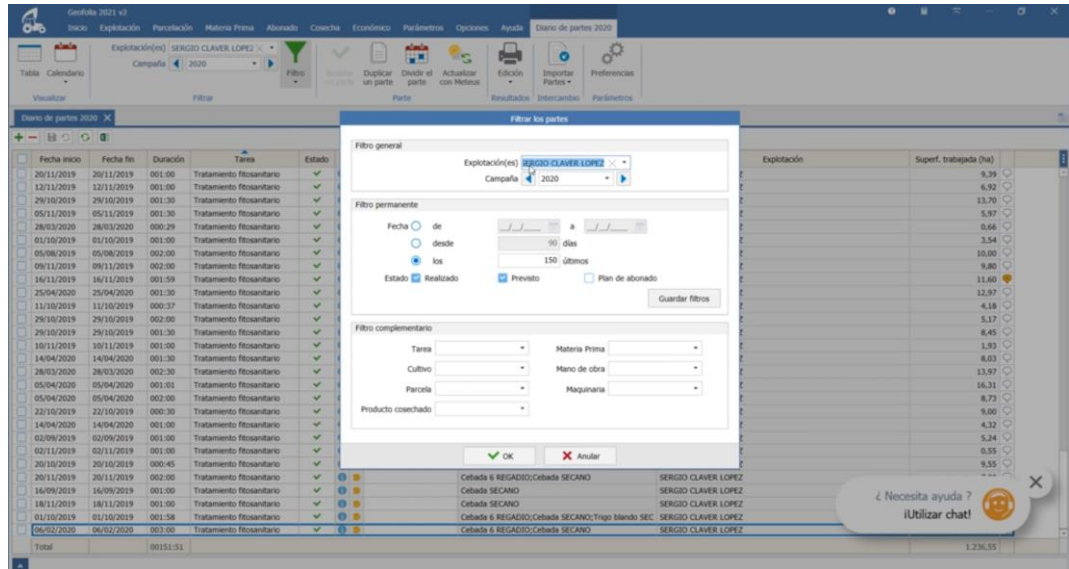 Geofolia 2021 v2
Inicio Explotación Parcelación Materia Prima Abonado Cosecha Económico Parámetros Opciones Ayuda Diario de partes 2020
Explotación(es) SERGIO CLAVER LOPEZ
Campaña 2020
Tabla Calendario Filtro Duplicar un parte Dividir el parte Actualizar con Meteus Edición Importar Partes Preferencias
Visualizar Filtrar Parte Resultados Intercambio Parámetros
Diario de partes 2020
Filtrar los partes
Filtro general
Explotación(es) SERGIO CLAVER LOPEZ
Campaña 2020
Filtro permanente
Fecha de __/__/____ a __/__/____
desde 90 días
los 150 últimos
Estado Realizado Previsto Plan de abonado
Guardar filtros
Filtro complementario
Tarea Materia Prima
Cultivo Mano de obra
Parcela Maquinaria
Producto cosechado
OK Anular
Fecha inicio Fecha fin Duración Tarea Estado Explotación Superf. trabajada (ha)
20/11/2019 20/11/2019 001:00 Tratamiento fitosanitario 9,39
12/11/2019 12/11/2019 001:00 Tratamiento fitosanitario 6,92
29/10/2019 29/10/2019 001:30 Tratamiento fitosanitario 13,70
05/11/2019 05/11/2019 001:30 Tratamiento fitosanitario 5,97
28/03/2020 28/03/2020 000:29 Tratamiento fitosanitario 0,66
01/10/2019 01/10/2019 001:00 Tratamiento fitosanitario 3,54
05/08/2019 05/08/2019 002:00 Tratamiento fitosanitario 10,00
09/11/2019 09/11/2019 002:00 Tratamiento fitosanitario 9,80
16/11/2019 16/11/2019 001:59 Tratamiento fitosanitario 11,60
25/04/2020 25/04/2020 001:30 Tratamiento fitosanitario 12,97
11/10/2019 11/10/2019 000:37 Tratamiento fitosanitario 4,18
29/10/2019 29/10/2019 002:00 Tratamiento fitosanitario 5,17
29/10/2019 29/10/2019 001:30 Tratamiento fitosanitario 8,45
10/11/2019 10/11/2019 001:00 Tratamiento fitosanitario 1,93
14/04/2020 14/04/2020 001:30 Tratamiento fitosanitario 8,03
28/03/2020 28/03/2020 002:30 Tratamiento fitosanitario 13,97
05/04/2020 05/04/2020 001:01 Tratamiento fitosanitario 16,31
05/04/2020 05/04/2020 002:00 Tratamiento fitosanitario 8,73
22/10/2019 22/10/2019 000:30 Tratamiento fitosanitario 9,00
14/04/2020 14/04/2020 001:00 Tratamiento fitosanitario 4,32
02/09/2019 02/09/2019 001:00 Tratamiento fitosanitario 5,24
02/11/2019 02/11/2019 001:00 Tratamiento fitosanitario 0,55
20/10/2019 20/10/2019 000:45 Tratamiento fitosanitario 9,55
20/11/2019 20/11/2019 002:00 Tratamiento fitosanitario Cebada 6 REGADIO;Cebada SECANO SERGIO CLAVER LOPEZ
16/09/2019 16/09/2019 001:00 Tratamiento fitosanitario Cebada SECANO SERGIO CLAVER LOPEZ
18/11/2019 18/11/2019 001:00 Tratamiento fitosanitario Cebada SECANO SERGIO CLAVER LOPEZ
01/10/2019 01/10/2019 001:58 Tratamiento fitosanitario Cebada 6 REGADIO;Cebada SECANO;Trigo blando SEC SERGIO CLAVER LOPEZ
06/02/2020 06/02/2020 003:00 Tratamiento fitosanitario Cebada 6 REGADIO;Cebada SECANO SERGIO CLAVER LOPEZ
Total 00151:51 1.236,55
¿ Necesita ayuda ?
¡Utilizar chat!